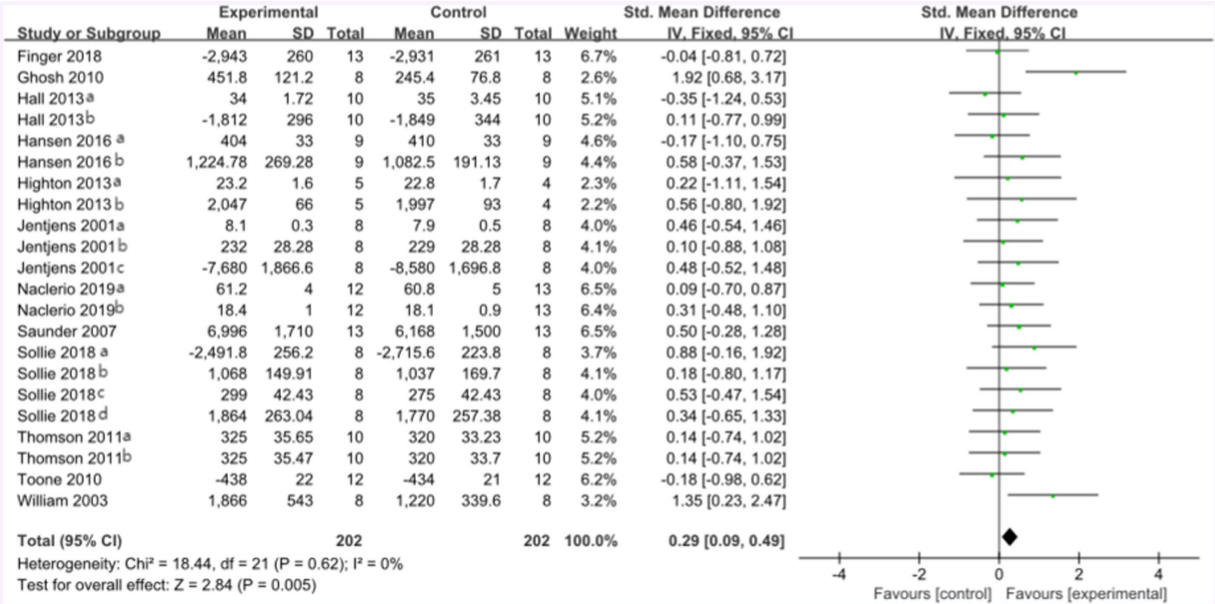 Experimental Control Std. Mean Difference Std. Mean Difference
Study or Subgroup Mean SD Total Mean SD Total Weight IV, Fixed, 95% CI IV, Fixed, 95% CI
Finger 2018 -2,943 260 13 -2,931 261 13 6.7% -0.04 [-0.81, 0.72]
Ghosh 2010 451.8 121.2 8 245.4 76.8 8 2.6% 1.92 [0.68, 3.17]
Hall 2013a 34 1.72 10 35 3.45 10 5.1% -0.35 [-1.24, 0.53]
Hall 2013b -1,812 296 10 -1,849 344 10 5.2% 0.11 [-0.77, 0.99]
Hansen 2016 a 404 33 9 410 33 9 4.6% -0.17 [-1.10, 0.75]
Hansen 2016 b 1,224.78 269.28 9 1,082.5 191.13 9 4.4% 0.58 [-0.37, 1.53]
Highton 2013a 23.2 1.6 5 22.8 1.7 4 2.3% 0.22 [-1.11, 1.54]
Highton 2013 b 2,047 66 5 1,997 93 4 2.2% 0.56 [-0.80, 1.92]
Jentjens 2001a 8.1 0.3 8 7.9 0.5 8 4.0% 0.46 [-0.54, 1.46]
Jentjens 2001 b 232 28.28 8 229 28.28 8 4.1% 0.10 [-0.88, 1.08]
Jentjens 2001c -7,680 1,866.6 8 -8,580 1,696.8 8 4.0% 0.48 [-0.52, 1.48]
Naclerio 2019a 61.2 4 12 60.8 5 13 6.5% 0.09 [-0.70, 0.87]
Naclerio 2019b 18.4 1 12 18.1 0.9 13 6.4% 0.31 [-0.48, 1.10]
Saunder 2007 6,996 1,710 13 6,168 1,500 13 6.5% 0.50 [-0.28, 1.28]
Sollie 2018 a -2,491.8 256.2 8 -2,715.6 223.8 8 3.7% 0.88 [-0.16, 1.92]
Sollie 2018 b 1,068 149.91 8 1,037 169.7 8 4.1% 0.18 [-0.80, 1.17]
Sollie 2018 c 299 42.43 8 275 42.43 8 4.0% 0.53 [-0.47, 1.54]
Sollie 2018 d 1,864 263.04 8 1,770 257.38 8 4.1% 0.34 [-0.65, 1.33]
Thomson 2011a 325 35.65 10 320 33.23 10 5.2% 0.14 [-0.74, 1.02]
Thomson 2011b 325 35.47 10 320 33.7 10 5.2% 0.14 [-0.74, 1.02]
Toone 2010 -438 22 12 -434 21 12 6.2% -0.18 [-0.98, 0.62]
William 2003 1,866 543 8 1,220 339.6 8 3.2% 1.35 [0.23, 2.47]
Total (95% CI) 202 202 100.0% 0.29 [0.09, 0.49]
Heterogeneity: Chi² = 18.44, df = 21 (P = 0.62); I² = 0%
Test for overall effect: Z = 2.84 (P = 0.005)
-4 -2 0 2 4
Favours [control] Favours [experimental]